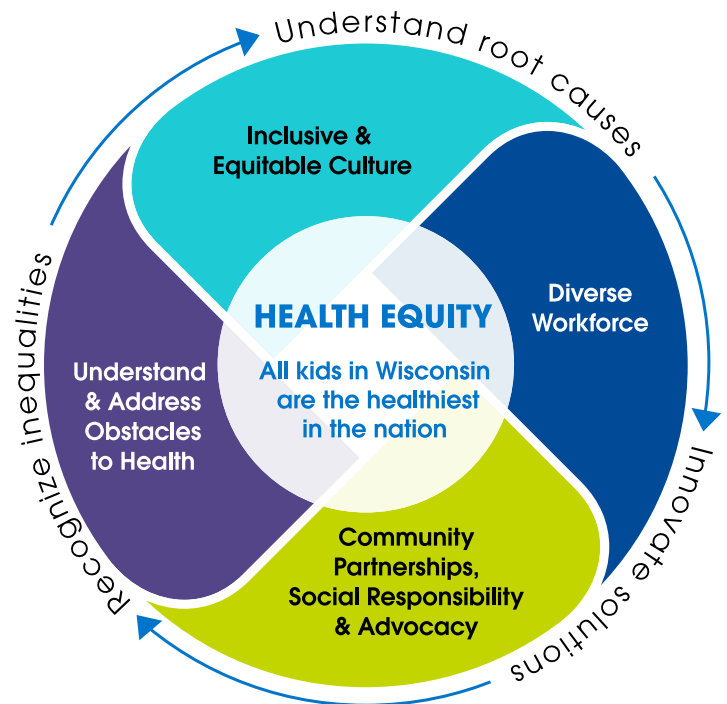 Understand root causes
Inclusive &
Equitable Culture
Diverse
Workforce
HEALTH EQUITY
All kids in Wisconsin
are the healthiest
in the nation
Understand
& Address
Obstacles
to Health
Community
Partnerships,
Social Responsibility
& Advocacy
Innovate solutions
Recognize inequalities